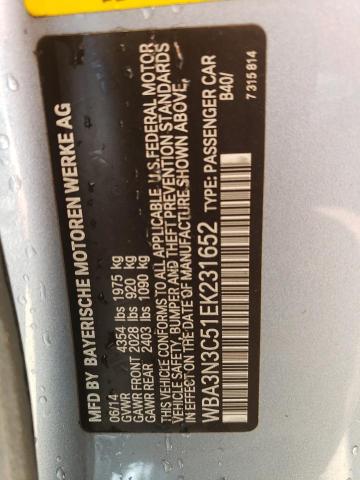 MFD BY BAYERISCHE MOTOREN WERKE AG
06/14
GVWR 4354 lbs 1975 kg
GAWR FRONT 2028 lbs 920 kg
GAWR REAR 2403 lbs 1090 kg
THIS VEHICLE CONFORMS TO ALL APPLICABLE U.S.FEDERAL MOTOR
VEHICLE SAFETY, BUMPER AND THEFT PREVENTION STANDARDS
IN EFFECT ON THE DATE OF MANUFACTURE SHOWN ABOVE.
WBA3N3C51EK231652 TYPE: PASSENGER CAR
B40/
7 315 814